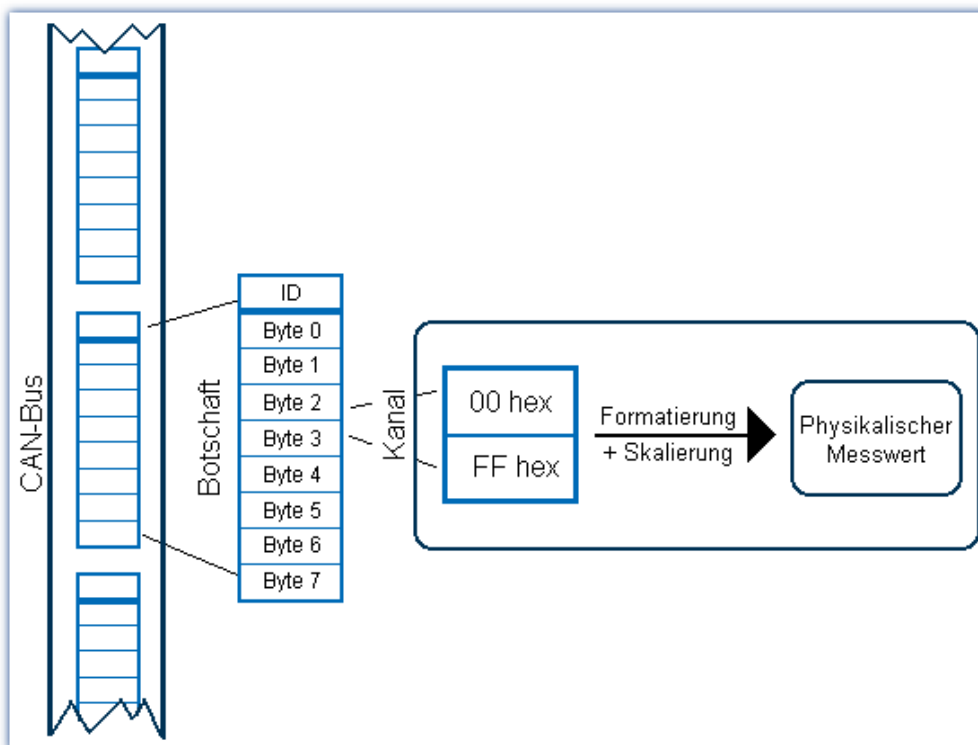 CAN-Bus
Botschaft
ID
Byte 0
Byte 1
Byte 2
Byte 3
Byte 4
Byte 5
Byte 6
Byte 7
Kanal
00 hex
FF hex
Formatierung
+ Skalierung
Physikalischer
Messwert